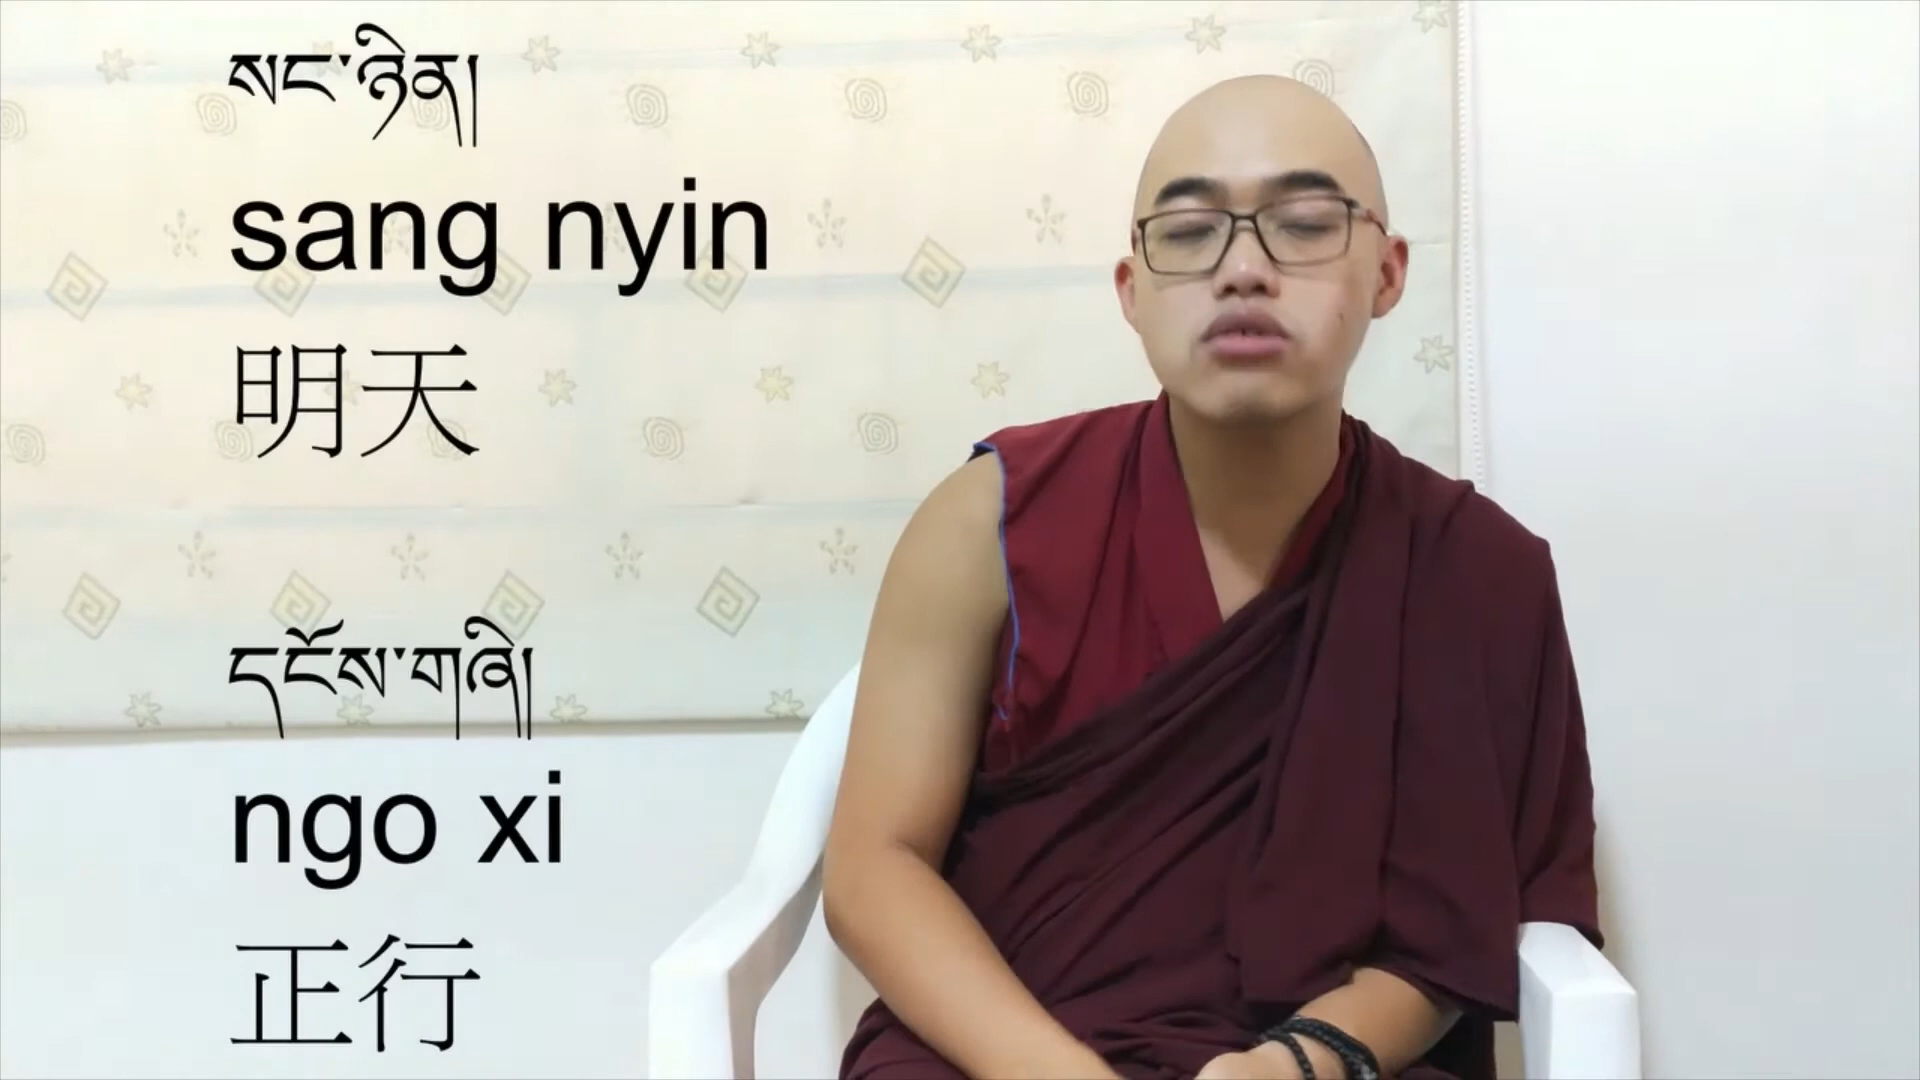 སང་ཉིན།
sang nyin
明天
དངོས་གཞི།
ngo xi
正行